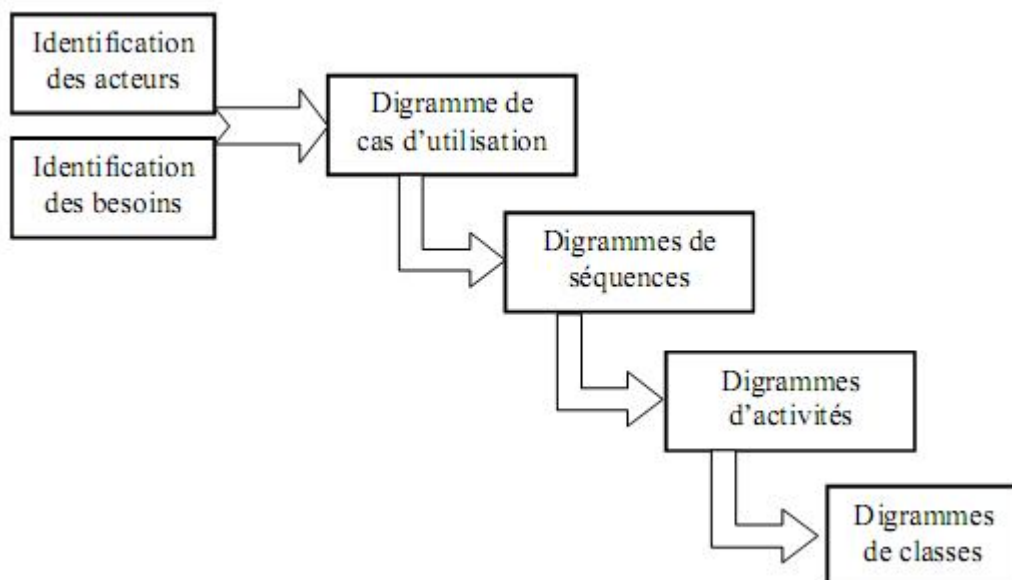 Identification
des acteurs
Identification
des besoins
Digramme de
cas d’utilisation
Digrammes de
séquences
Digrammes
d’activités
Digrammes
de classes